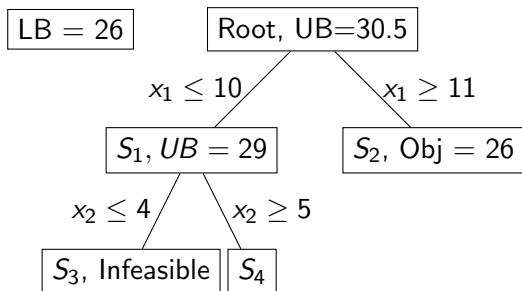 LB = 26
Root, UB=30.5
x₁ ≤ 10
x₁ ≥ 11
S₁, UB = 29
S₂, Obj = 26
x₂ ≤ 4
x₂ ≥ 5
S₃, Infeasible
S₄